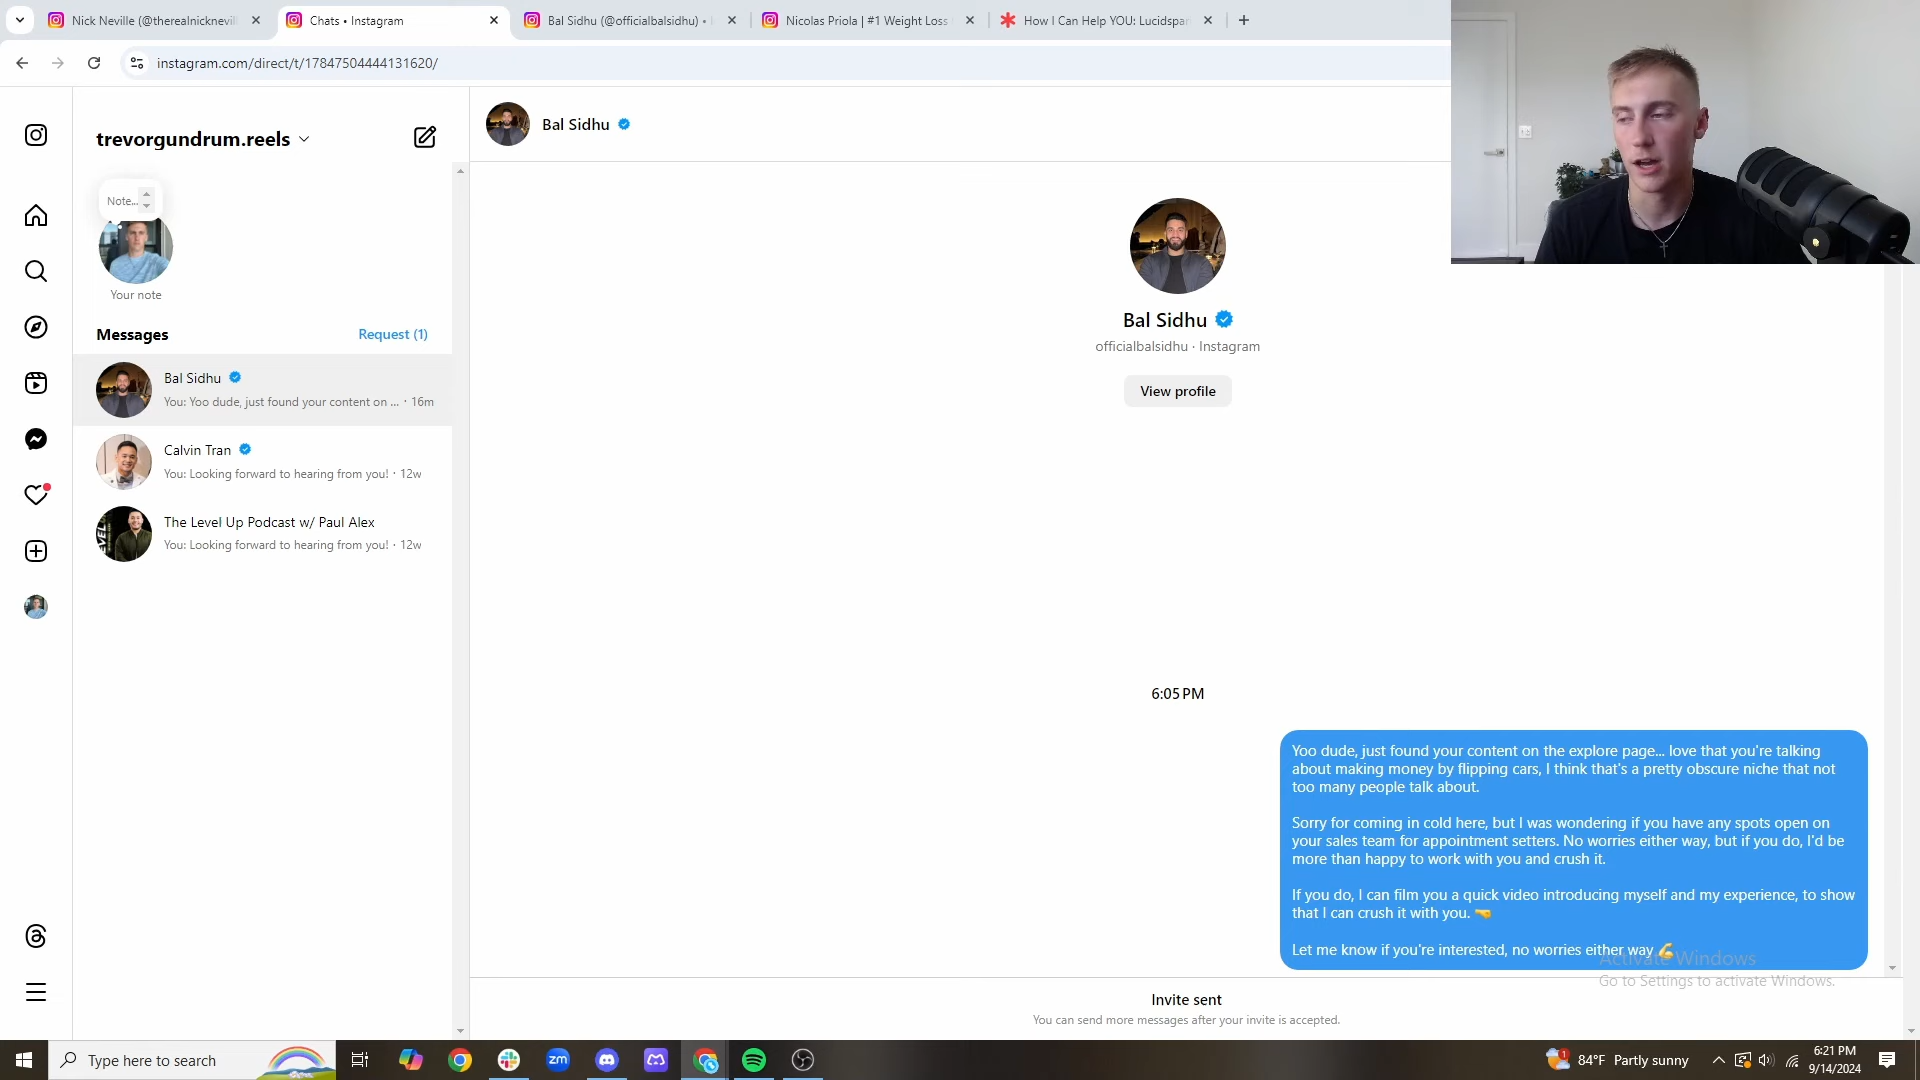 Nick Neville (@therealnicknevil
Chats • Instagram
Bal Sidhu (@officialbalsidhu) •
Nicolas Priola | #1 Weight Loss
How I Can Help YOU: Lucidspar
instagram.com/direct/t/17847504444131620/
trevorgundrum.reels
Note...
Your note
Messages
Request (1)
Bal Sidhu
You: Yoo dude, just found your content on ... · 16m
Calvin Tran
You: Looking forward to hearing from you! · 12w
The Level Up Podcast w/ Paul Alex
You: Looking forward to hearing from you! · 12w
Bal Sidhu
Bal Sidhu
officialbalsidhu · Instagram
View profile
6:05 PM
Yoo dude, just found your content on the explore page... love that you're talking
about making money by flipping cars, I think that's a pretty obscure niche that not
too many people talk about.
Sorry for coming in cold here, but I was wondering if you have any spots open on
your sales team for appointment setters. No worries either way, but if you do, I'd be
more than happy to work with you and crush it.
If you do, I can film you a quick video introducing myself and my experience, to show
that I can crush it with you. 🤜
Let me know if you're interested, no worries either way 💪
Activate Windows
Go to Settings to activate Windows.
Invite sent
You can send more messages after your invite is accepted.
Type here to search
zm
1
84°F Partly sunny
6:21 PM
9/14/2024